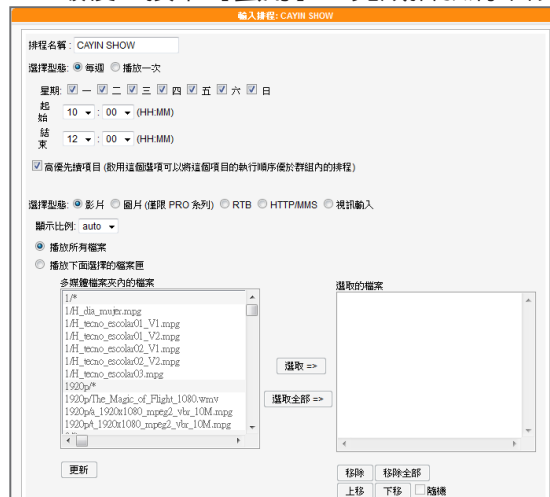 輸入排程: CAYIN SHOW
排程名稱 : CAYIN SHOW
選擇型態: 每週 播放一次
星期: 一 二 三 四 五 六 日
起始 10 : 00 (HH:MM)
結束 12 : 00 (HH:MM)
高優先續項目 (啟用這個選項可以將這個項目的執行順序優於群組內的排程)
選擇型態: 影片 圖片 (僅限 PRO 系列) RTB HTTP/MMS 視訊輸入
顯示比例: auto
播放所有檔案
播放下面選擇的檔案匣
多媒體檔案夾內的檔案
1/*
1/H_dia_mujer.mpg
1/H_tecno_escolar01_V1.mpg
1/H_tecno_escolar01_V2.mpg
1/H_tecno_escolar02_V1.mpg
1/H_tecno_escolar02_V2.mpg
1/H_tecno_escolar03.mpg
1920p/*
1920p/The_Magic_of_Flight_1080.wmv
1920p/a_1920x1080_mpeg2_vbr_10M.mpg
1920p/t_1920x1080_mpeg2_vbr_10M.mpg
更新
選取 =>
選取全部 =>
選取的檔案
移除 移除全部
上移 下移 隨機